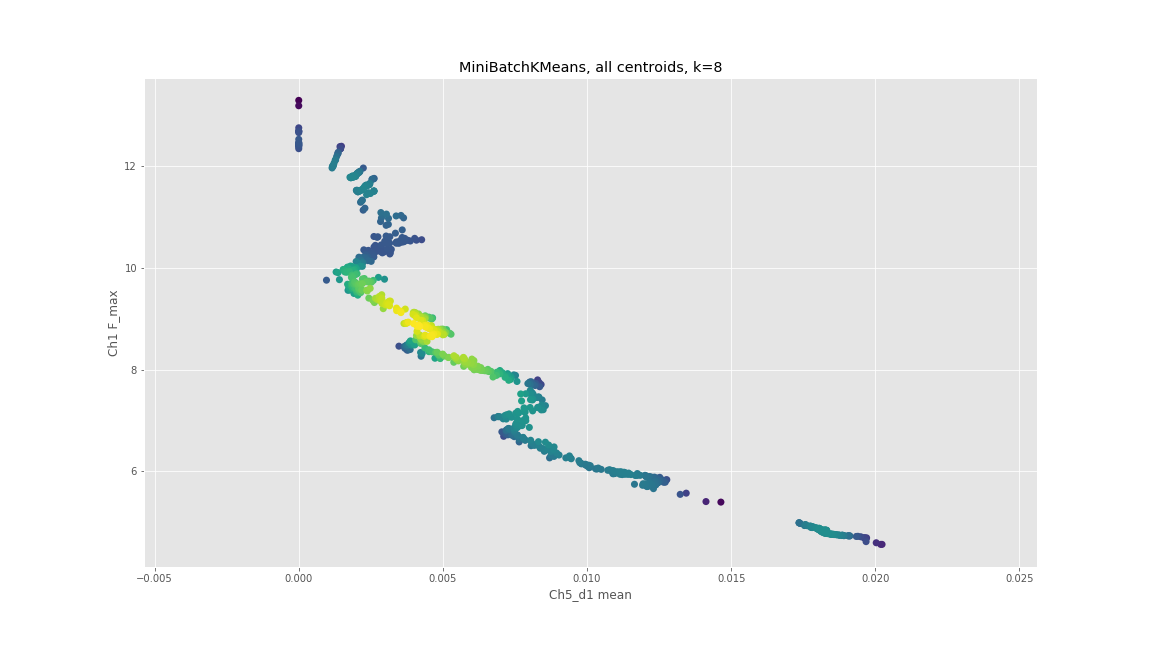 MiniBatchKMeans, all centroids, k=8
12
10
8
6
Ch1 F_max
−0.005 0.000 0.005 0.010 0.015 0.020 0.025
Ch5_d1 mean